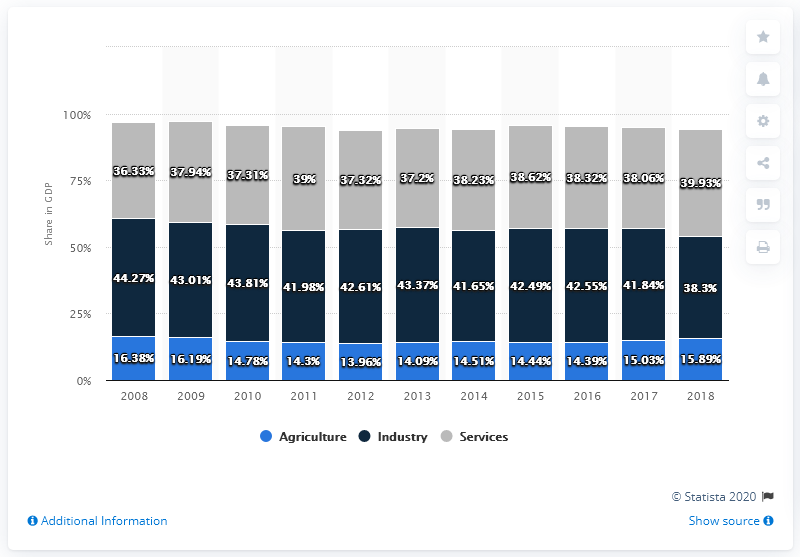 100%
75%
50%
25%
0%
Share in GDP
36.33% 37.94% 37.31% 39% 37.32% 37.2% 38.23% 38.62% 38.32% 38.06% 39.93%
44.27% 43.01% 43.81% 41.98% 42.61% 43.37% 41.65% 42.49% 42.55% 41.84% 38.3%
16.38% 16.19% 14.78% 14.3% 13.96% 14.09% 14.51% 14.44% 14.39% 15.03% 15.89%
2008 2009 2010 2011 2012 2013 2014 2015 2016 2017 2018
Agriculture Industry Services
© Statista 2020
Additional Information Show source